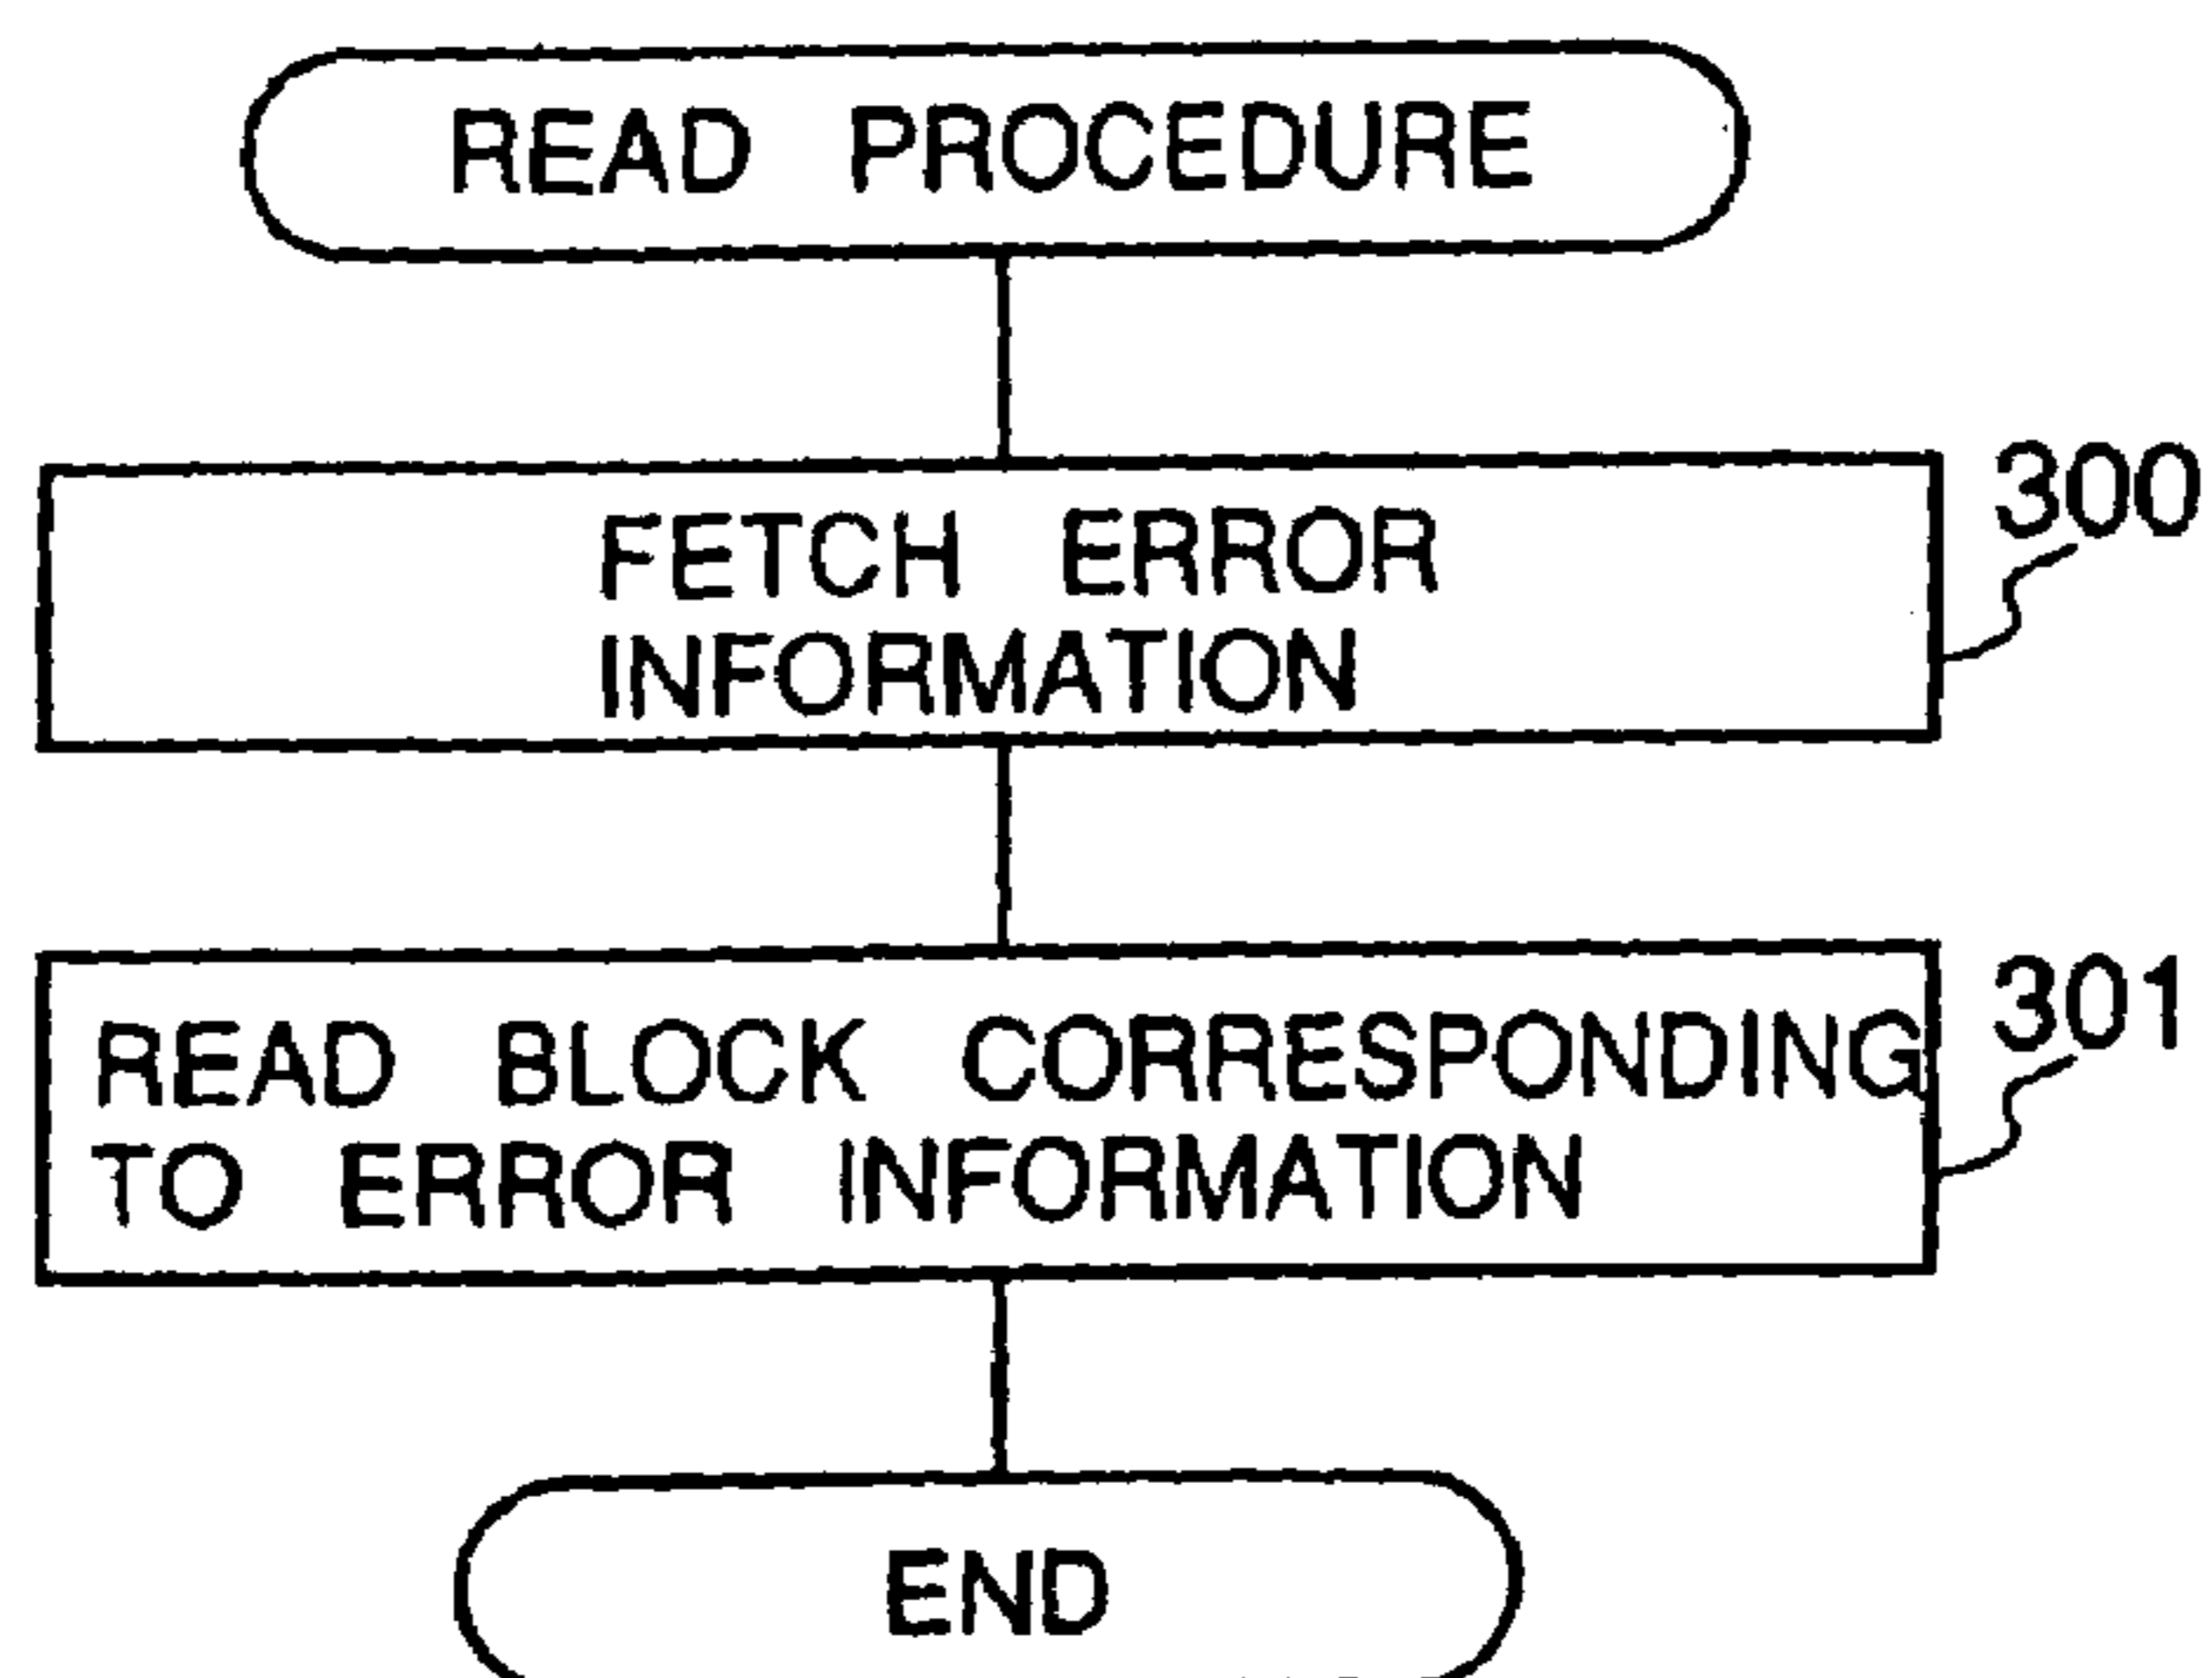 READ PROCEDURE
300
FETCH ERROR
INFORMATION
301
READ BLOCK CORRESPONDING
TO ERROR INFORMATION
END